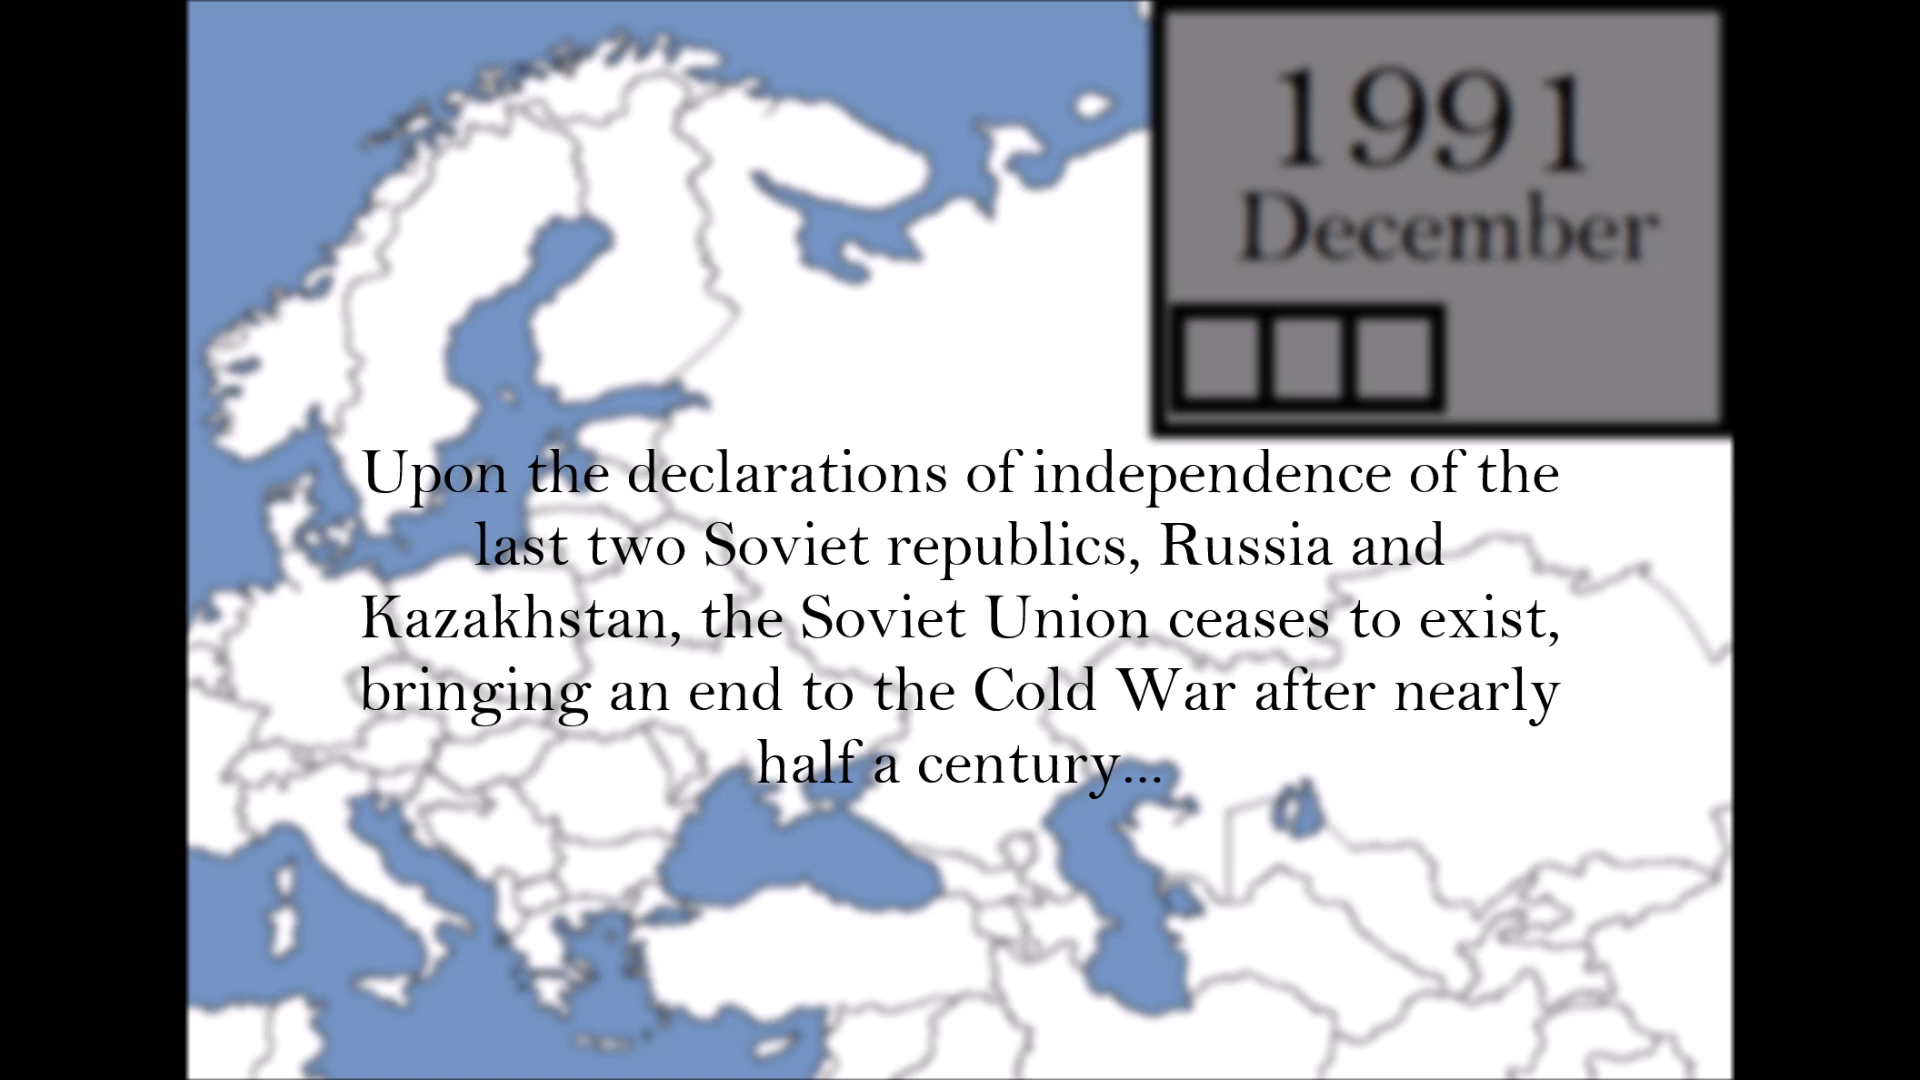 1991
December
Upon the declarations of independence of the
last two Soviet republics, Russia and
Kazakhstan, the Soviet Union ceases to exist,
bringing an end to the Cold War after nearly
half a century...